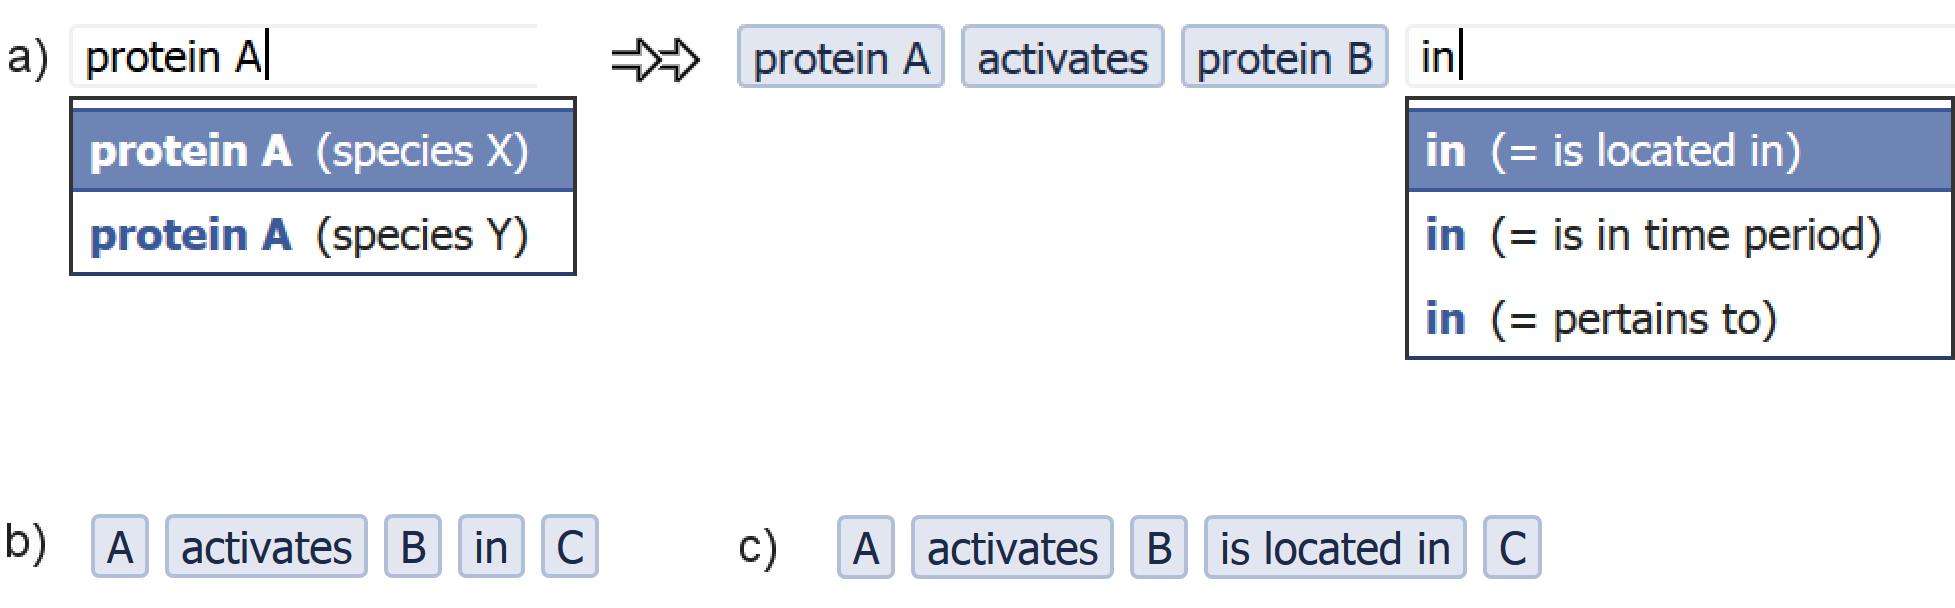 a) protein A ⇒⇒ protein A activates protein B in
protein A (species X) in (= is located in)
protein A (species Y) in (= is in time period)
in (= pertains to)
b) A activates B in C c) A activates B is located in C